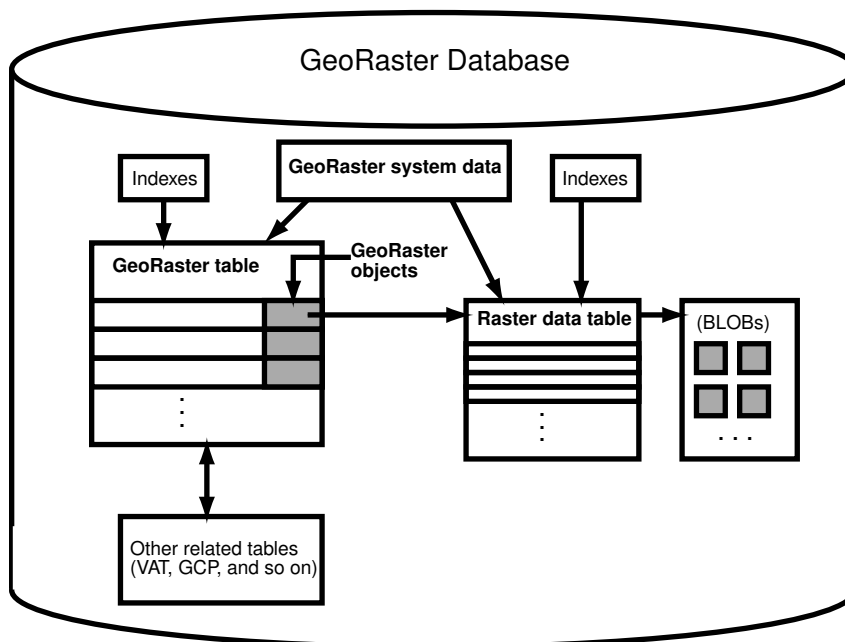 GeoRaster Database
Indexes
GeoRaster system data
Indexes
GeoRaster table
GeoRaster
objects
Raster data table
(BLOBs)
. . .
. . .
. . .
Other related tables
(VAT, GCP, and so on)